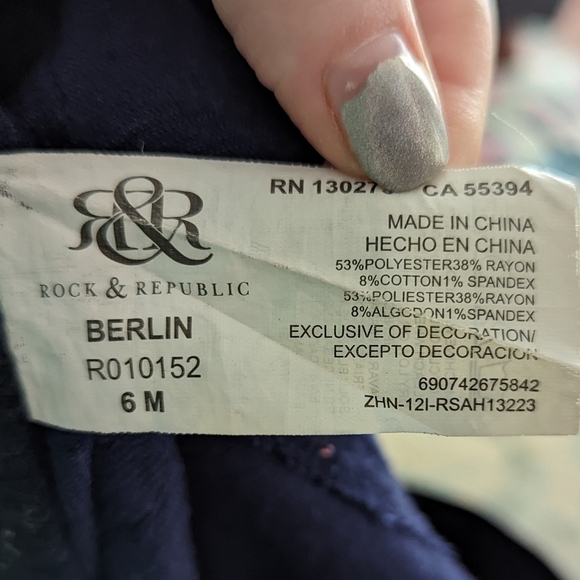 R&R
ROCK & REPUBLIC
BERLIN
R010152
6 M
RN CA 55394
MADE IN CHINA
HECHO EN CHINA
53%POLYESTER38% RAYON
8%COTTON1% SPANDEX
53%POLIESTER38%RAYON
8%ALGODON1%SPANDEX
EXCLUSIVE OF DECORATION/
EXCEPTO DECORACION
690742675842
ZHN-12I-RSAH13223